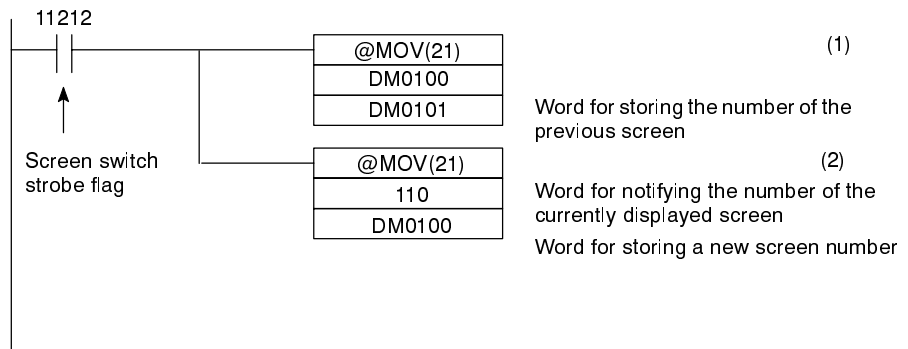 11212
@MOV(21)
(1)
DM0100
DM0101
Word for storing the number of the
previous screen
Screen switch
strobe flag
@MOV(21)
(2)
110
Word for notifying the number of the
currently displayed screen
DM0100
Word for storing a new screen number